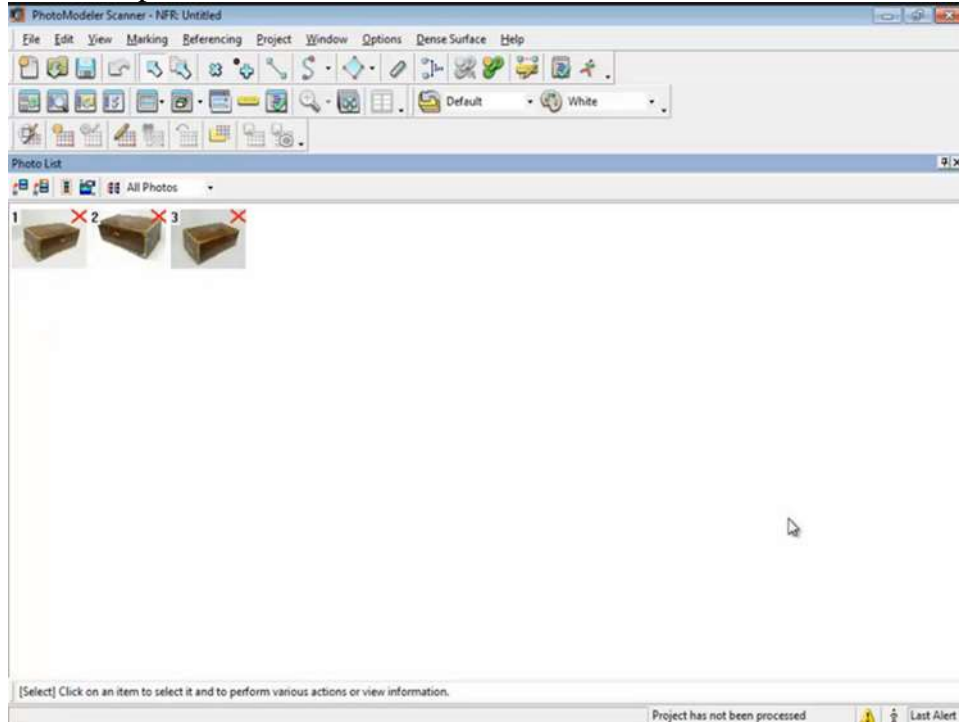 PhotoModeler Scanner - NFR: Untitled
File Edit View Marking Referencing Project Window Options Dense Surface Help
Default White
Photo List
All Photos
1 2 3
[Select] Click on an item to select it and to perform various actions or view information.
Project has not been processed Last Alert